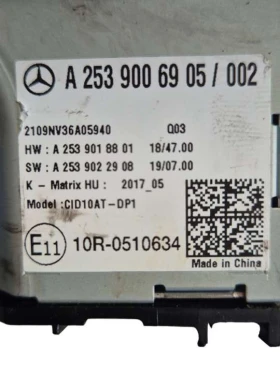 A 253 900 69 05 / 002
2109NV36A05940 Q03
HW : A 253 901 88 01 18/47.00
SW : A 253 902 29 08 19/07.00
K - Matrix HU : 2017_05
Model :CID10AT-DP1
E11 10R-0510634
Made in China